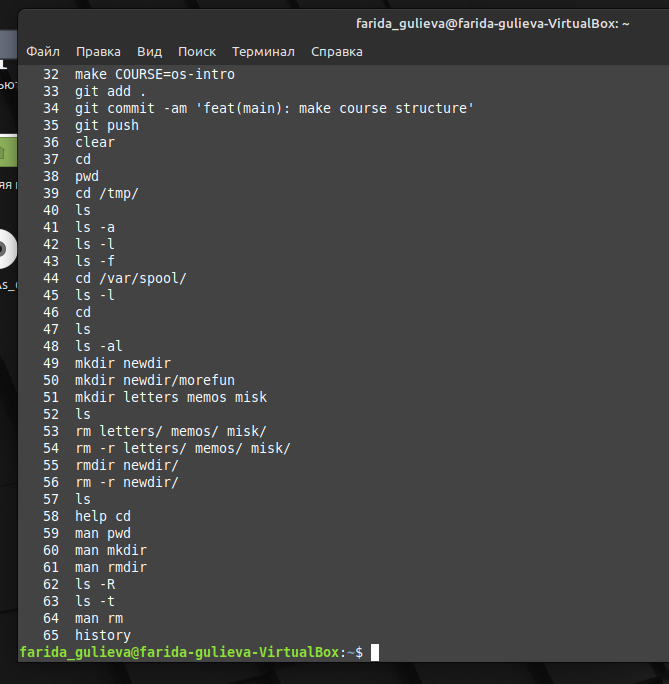 farida_gulieva@farida-gulieva-VirtualBox: ~
Файл Правка Вид Поиск Терминал Справка
32 make COURSE=os-intro
33 git add .
34 git commit -am 'feat(main): make course structure'
35 git push
36 clear
37 cd
38 pwd
39 cd /tmp/
40 ls
41 ls -a
42 ls -l
43 ls -f
44 cd /var/spool/
45 ls -l
46 cd
47 ls
48 ls -al
49 mkdir newdir
50 mkdir newdir/morefun
51 mkdir letters memos misk
52 ls
53 rm letters/ memos/ misk/
54 rm -r letters/ memos/ misk/
55 rmdir newdir/
56 rm -r newdir/
57 ls
58 help cd
59 man pwd
60 man mkdir
61 man rmdir
62 ls -R
63 ls -t
64 man rm
65 history
farida_gulieva@farida-gulieva-VirtualBox:~$